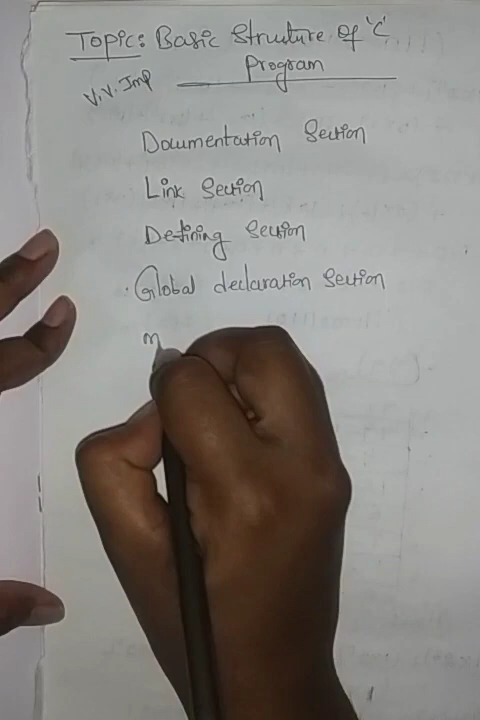 Topic: Basic Structure of 'C'
Program
V.V. Imp
Documentation Section
Link Section
Defining Section
Global declaration Section
m